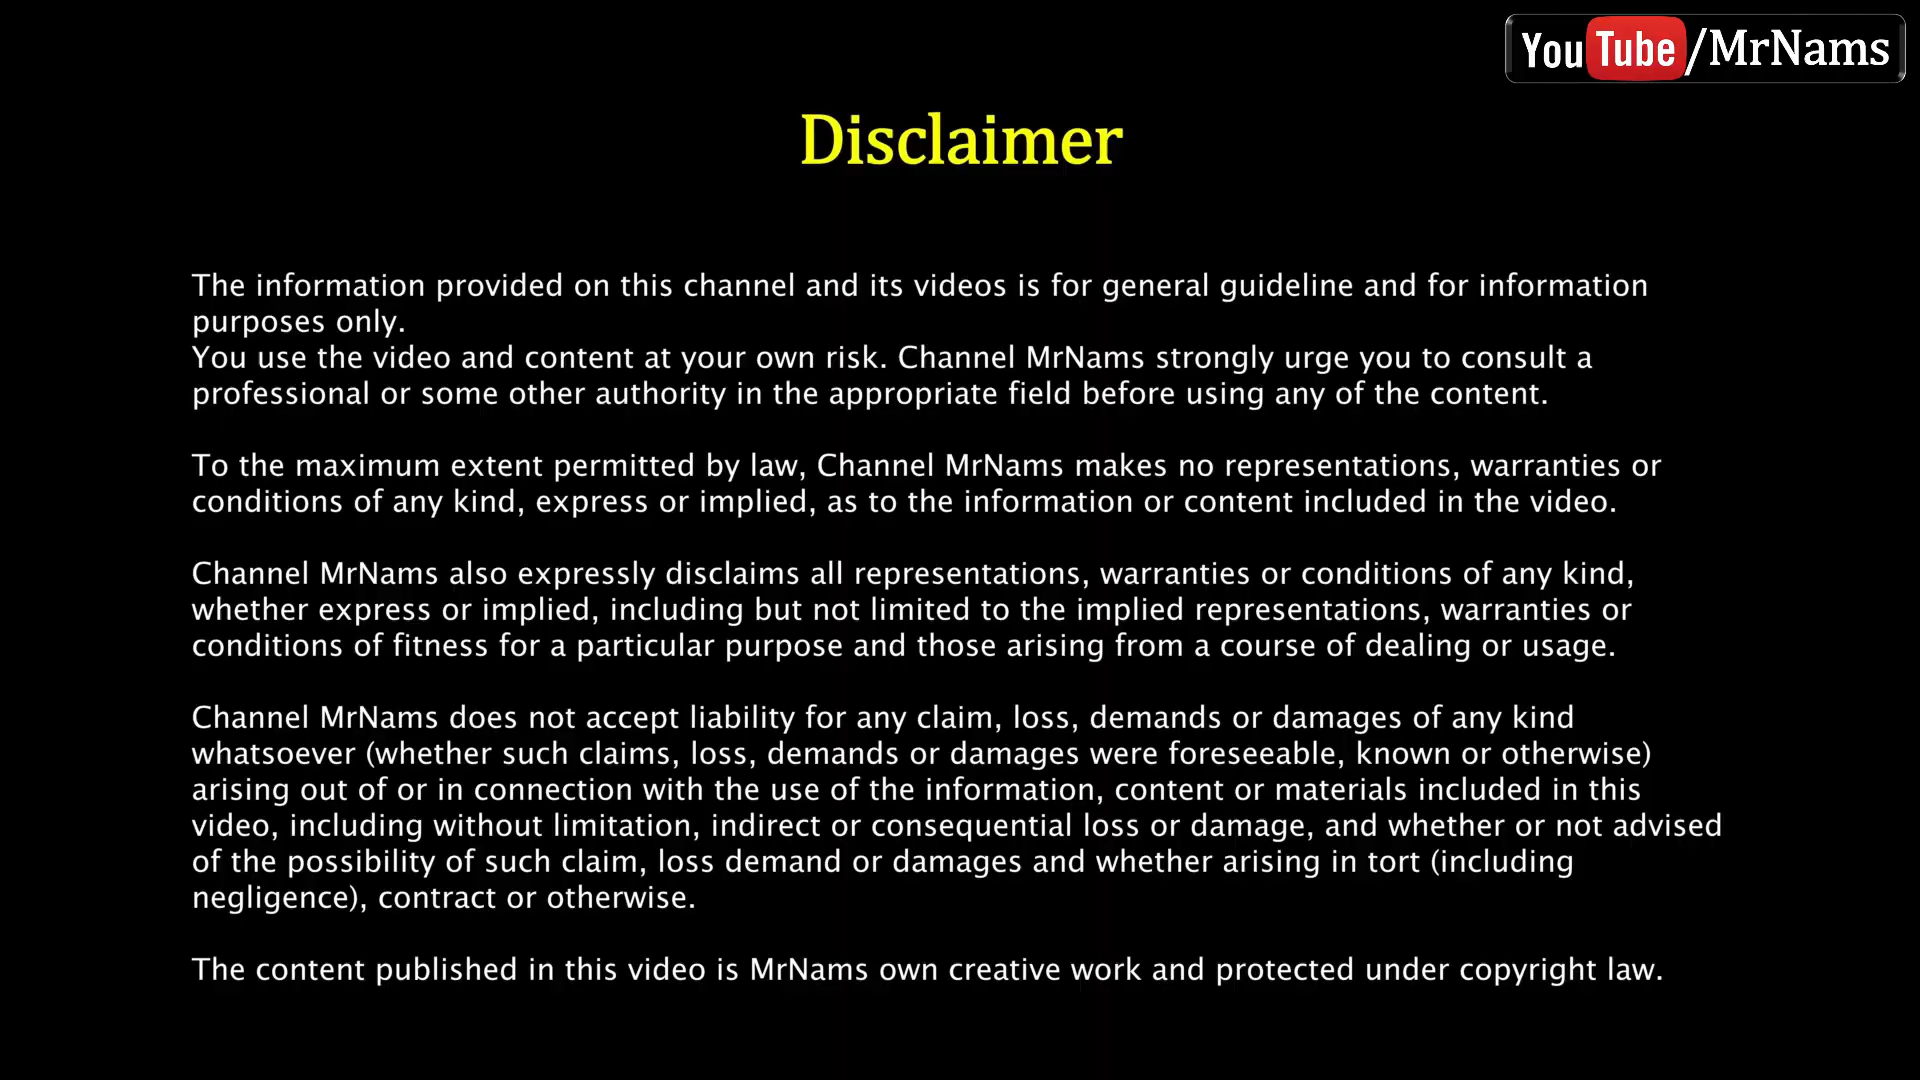 YouTube/MrNams
Disclaimer
The information provided on this channel and its videos is for general guideline and for information
purposes only.
You use the video and content at your own risk. Channel MrNams strongly urge you to consult a
professional or some other authority in the appropriate field before using any of the content.
To the maximum extent permitted by law, Channel MrNams makes no representations, warranties or
conditions of any kind, express or implied, as to the information or content included in the video.
Channel MrNams also expressly disclaims all representations, warranties or conditions of any kind,
whether express or implied, including but not limited to the implied representations, warranties or
conditions of fitness for a particular purpose and those arising from a course of dealing or usage.
Channel MrNams does not accept liability for any claim, loss, demands or damages of any kind
whatsoever (whether such claims, loss, demands or damages were foreseeable, known or otherwise)
arising out of or in connection with the use of the information, content or materials included in this
video, including without limitation, indirect or consequential loss or damage, and whether or not advised
of the possibility of such claim, loss demand or damages and whether arising in tort (including
negligence), contract or otherwise.
The content published in this video is MrNams own creative work and protected under copyright law.